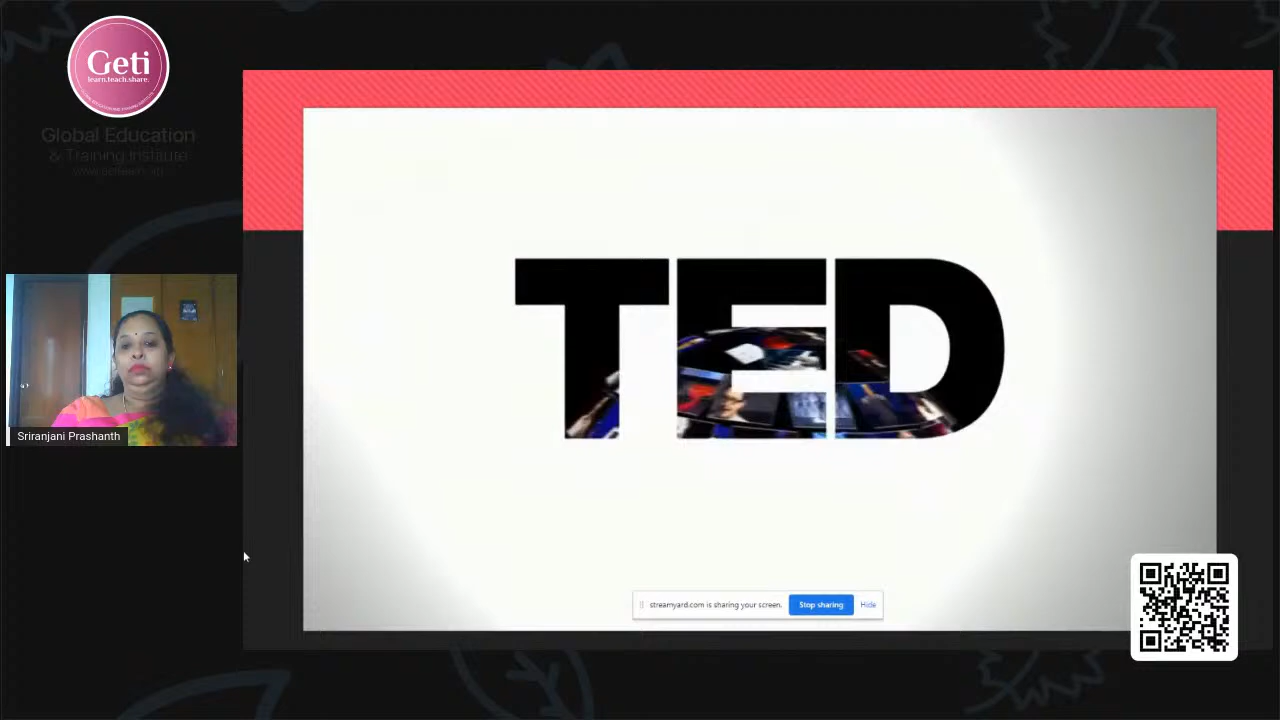 Geti
learn.teach.share.
Global Education
& Training Institute
TED
Sriranjani Prashanth
streamyard.com is sharing your screen.
Stop sharing
Hide